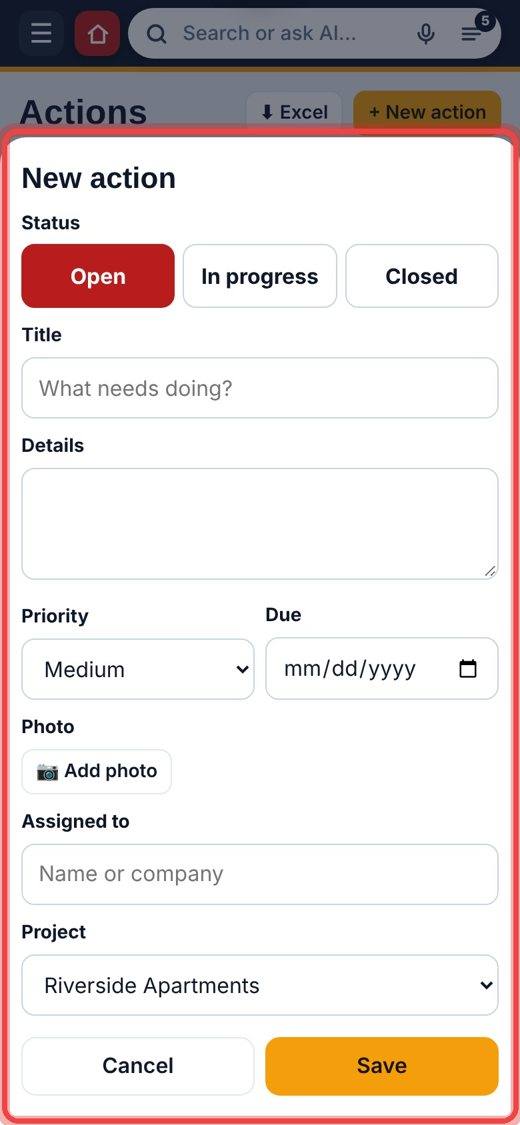 Search or ask AI...
5
Actions
⬇ Excel
+ New action
New action
Status
Open
In progress
Closed
Title
What needs doing?
Details
Priority
Due
Medium
mm/dd/yyyy
Photo
📷 Add photo
Assigned to
Name or company
Project
Riverside Apartments
Cancel
Save